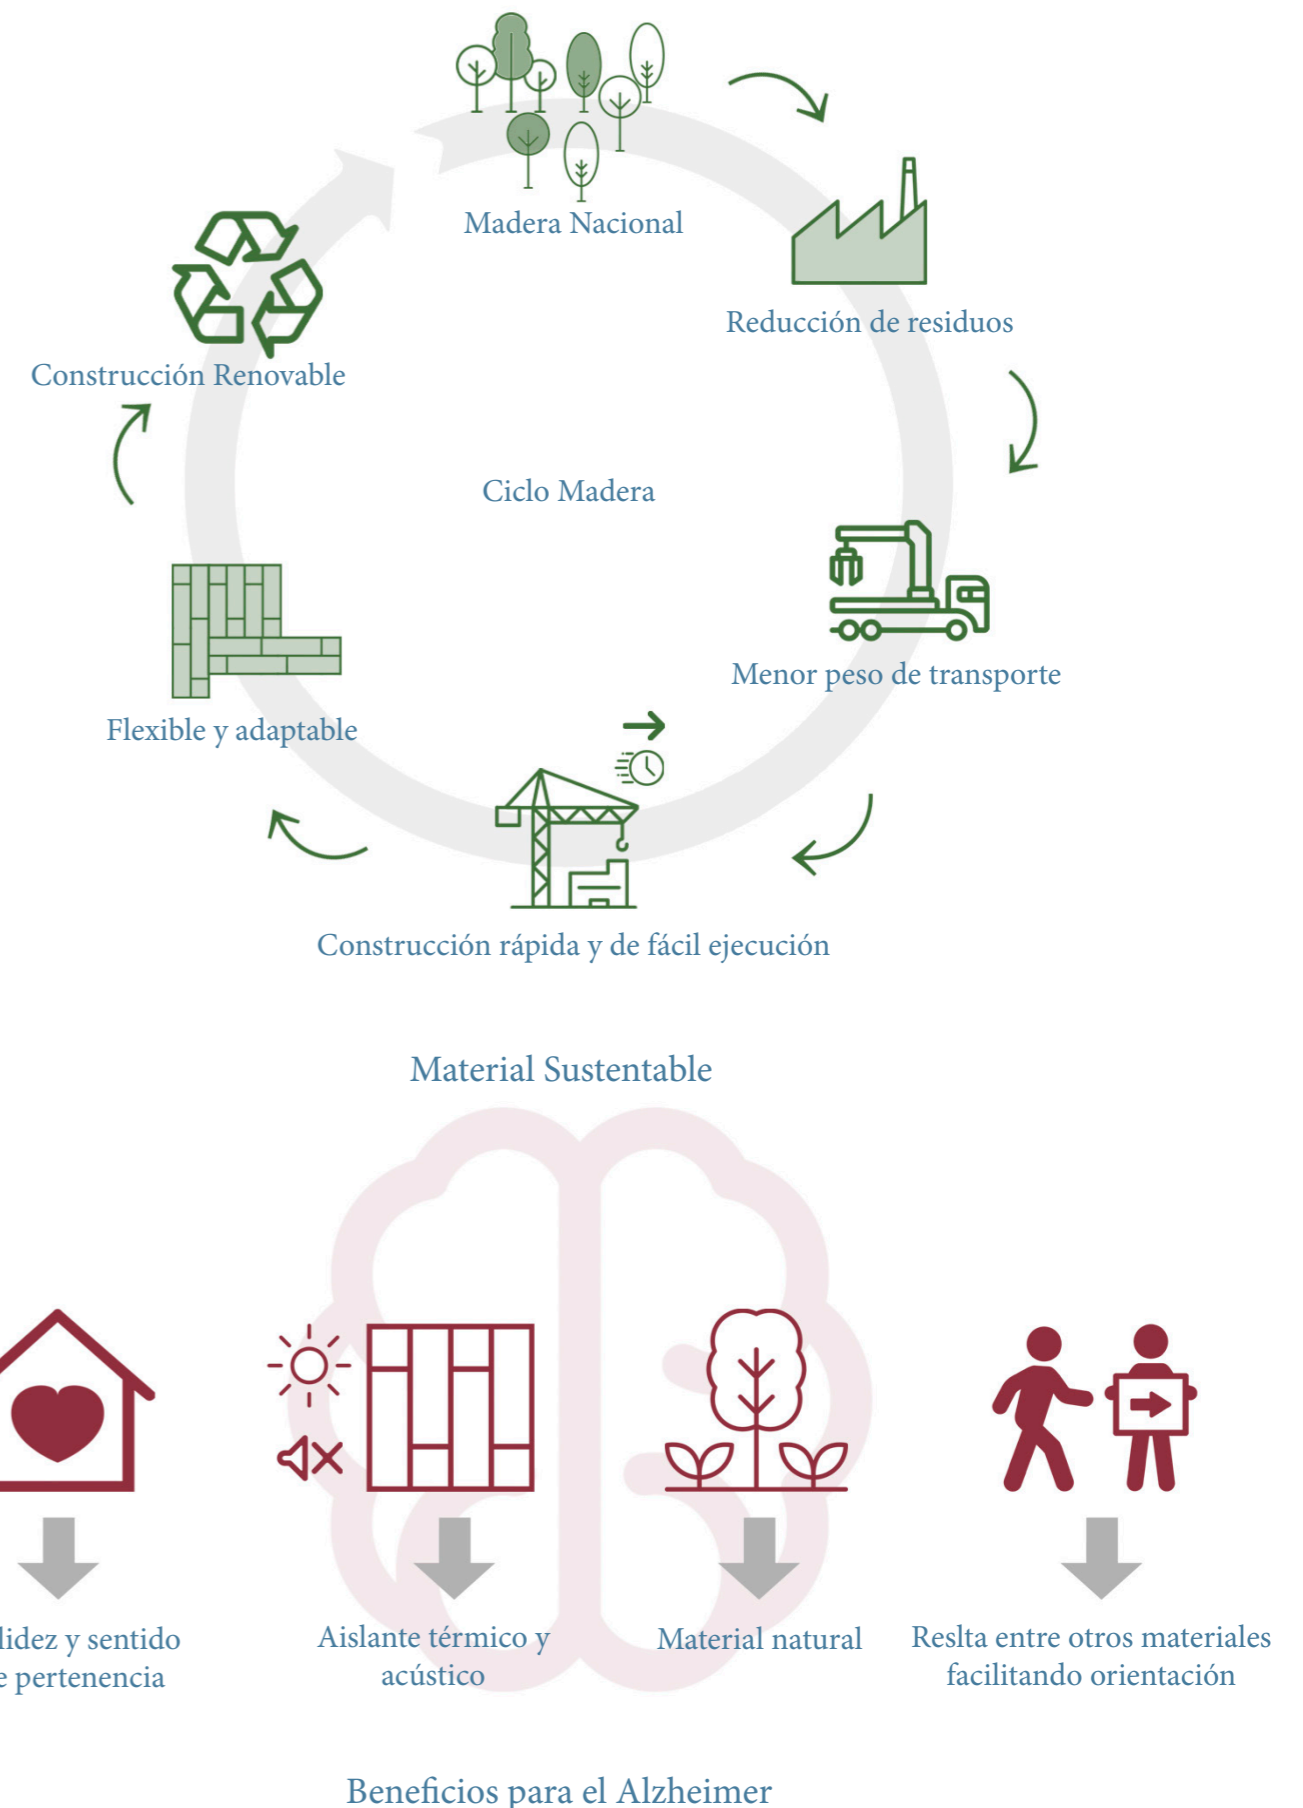 Madera Nacional
Reducción de residuos
Construcción Renovable
Ciclo Madera
Menor peso de transporte
Flexible y adaptable
Construcción rápida y de fácil ejecución
Material Sustentable
y sentido
pertenencia
Aislante térmico y
acústico
Material natural
Reslta entre otros materiales
facilitando orientación
Beneficios para el Alzheimer